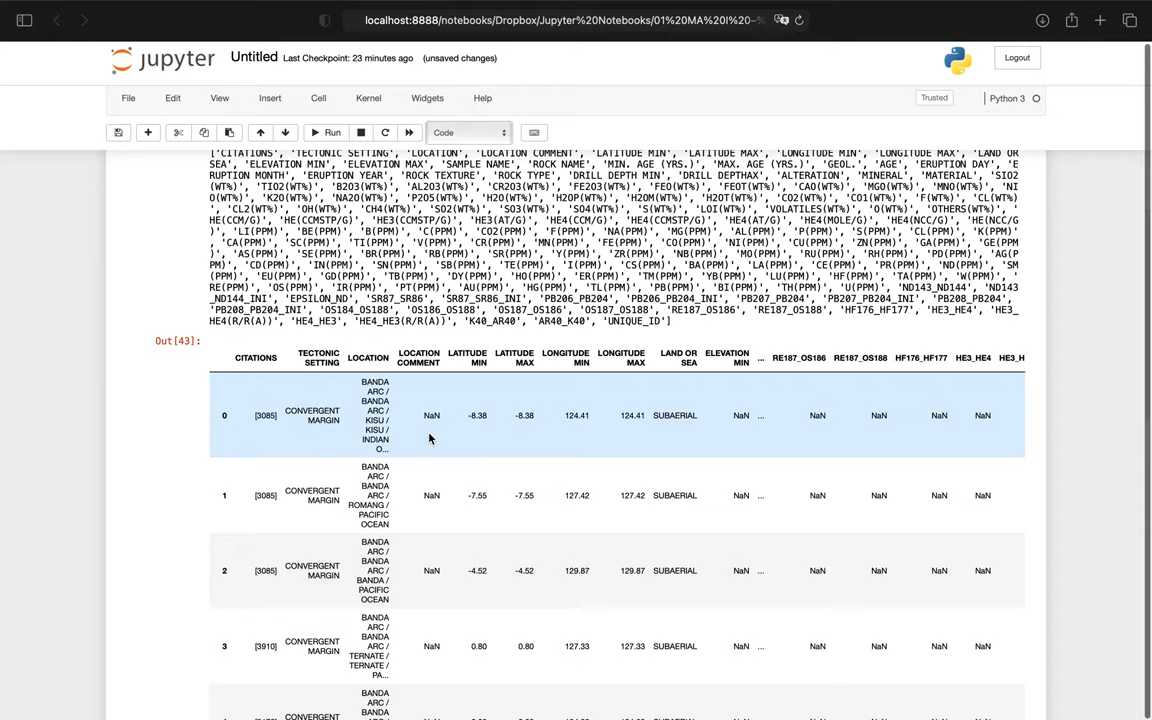 localhost:8888/notebooks/Dropbox/Jupyter%20Notebooks/01%20MA%20I%20–~%
jupyter Untitled Last Checkpoint: 23 minutes ago (unsaved changes) Logout
File Edit View Insert Cell Kernel Widgets Help Trusted Python 3
Run Code
['CITATIONS', 'TECTONIC SETTING', 'LOCATION', 'LOCATION COMMENT', 'LATITUDE MIN', 'LATITUDE MAX', 'LONGITUDE MIN', 'LONGITUDE MAX', 'LAND OR
SEA', 'ELEVATION MIN', 'ELEVATION MAX', 'SAMPLE NAME', 'ROCK NAME', 'MIN. AGE (YRS.)', 'MAX. AGE (YRS.)', 'GEOL.', 'AGE', 'ERUPTION DAY', 'E
RUPTION MONTH', 'ERUPTION YEAR', 'ROCK TEXTURE', 'ROCK TYPE', 'DRILL DEPTH MIN', 'DRILL DEPTHAX', 'ALTERATION', 'MINERAL', 'MATERIAL', 'SIO2
(WT%)', 'TIO2(WT%)', 'B2O3(WT%)', 'AL2O3(WT%)', 'CR2O3(WT%)', 'FE2O3(WT%)', 'FEO(WT%)', 'FEOT(WT%)', 'CAO(WT%)', 'MGO(WT%)', 'MNO(WT%)', 'NI
O(WT%)', 'K2O(WT%)', 'NA2O(WT%)', 'P2O5(WT%)', 'H2O(WT%)', 'H2OP(WT%)', 'H2OM(WT%)', 'H2OT(WT%)', 'CO2(WT%)', 'CO1(WT%)', 'F(WT%)', 'CL(WT
%)', 'CL2(WT%)', 'OH(WT%)', 'CH4(WT%)', 'SO2(WT%)', 'SO3(WT%)', 'SO4(WT%)', 'S(WT%)', 'LOI(WT%)', 'VOLATILES(WT%)', 'O(WT%)', 'OTHERS(WT%)',
'HE(CCM/G)', 'HE(CCMSTP/G)', 'HE3(CCMSTP/G)', 'HE3(AT/G)', 'HE4(CCM/G)', 'HE4(CCMSTP/G)', 'HE4(AT/G)', 'HE4(MOLE/G)', 'HE4(NCC/G)', 'HE(NCC/
G)', 'LI(PPM)', 'BE(PPM)', 'B(PPM)', 'C(PPM)', 'CO2(PPM)', 'F(PPM)', 'NA(PPM)', 'MG(PPM)', 'AL(PPM)', 'P(PPM)', 'S(PPM)', 'CL(PPM)', 'K(PPM)
', 'CA(PPM)', 'SC(PPM)', 'TI(PPM)', 'V(PPM)', 'CR(PPM)', 'MN(PPM)', 'FE(PPM)', 'CO(PPM)', 'NI(PPM)', 'CU(PPM)', 'ZN(PPM)', 'GA(PPM)', 'GE(PPM
)', 'AS(PPM)', 'SE(PPM)', 'BR(PPM)', 'RB(PPM)', 'SR(PPM)', 'Y(PPM)', 'ZR(PPM)', 'NB(PPM)', 'MO(PPM)', 'RU(PPM)', 'RH(PPM)', 'PD(PPM)', 'AG(P
PM)', 'CD(PPM)', 'IN(PPM)', 'SN(PPM)', 'SB(PPM)', 'TE(PPM)', 'I(PPM)', 'CS(PPM)', 'BA(PPM)', 'LA(PPM)', 'CE(PPM)', 'PR(PPM)', 'ND(PPM)', 'SM
(PPM)', 'EU(PPM)', 'GD(PPM)', 'TB(PPM)', 'DY(PPM)', 'HO(PPM)', 'ER(PPM)', 'TM(PPM)', 'YB(PPM)', 'LU(PPM)', 'HF(PPM)', 'TA(PPM)', 'W(PPM)', '
RE(PPM)', 'OS(PPM)', 'IR(PPM)', 'PT(PPM)', 'AU(PPM)', 'HG(PPM)', 'TL(PPM)', 'PB(PPM)', 'BI(PPM)', 'TH(PPM)', 'U(PPM)', 'ND143_ND144', 'ND143
_ND144_INI', 'EPSILON_ND', 'SR87_SR86', 'SR87_SR86_INI', 'PB206_PB204', 'PB206_PB204_INI', 'PB207_PB204', 'PB207_PB204_INI', 'PB208_PB204',
'PB208_PB204_INI', 'OS184_OS188', 'OS186_OS188', 'OS187_OS186', 'OS187_OS188', 'RE187_OS186', 'RE187_OS188', 'HF176_HF177', 'HE3_HE4', 'HE3_
HE4(R/R(A))', 'HE4_HE3', 'HE4_HE3(R/R(A))', 'K40_AR40', 'AR40_K40', 'UNIQUE_ID']
Out[43]:
CITATIONS TECTONIC SETTING LOCATION LOCATION COMMENT LATITUDE MIN LATITUDE MAX LONGITUDE MIN LONGITUDE MAX LAND OR SEA ELEVATION MIN ... RE187_OS186 RE187_OS188 HF176_HF177 HE3_HE4 HE3_H
0 [3085] CONVERGENT MARGIN BANDA ARC / BANDA ARC / KISU / KISU / INDIAN O... NaN -8.38 -8.38 124.41 124.41 SUBAERIAL NaN ... NaN NaN NaN NaN
1 [3085] CONVERGENT MARGIN BANDA ARC / BANDA ARC / ROMANG / PACIFIC OCEAN NaN -7.55 -7.55 127.42 127.42 SUBAERIAL NaN ... NaN NaN NaN NaN
2 [3085] CONVERGENT MARGIN BANDA ARC / BANDA ARC / BANDA / PACIFIC OCEAN NaN -4.52 -4.52 129.87 129.87 SUBAERIAL NaN ... NaN NaN NaN NaN
3 [3910] CONVERGENT MARGIN BANDA ARC / BANDA ARC / TERNATE / TERNATE / PA... NaN 0.80 0.80 127.33 127.33 SUBAERIAL NaN ... NaN NaN NaN NaN
BANDA ARC /